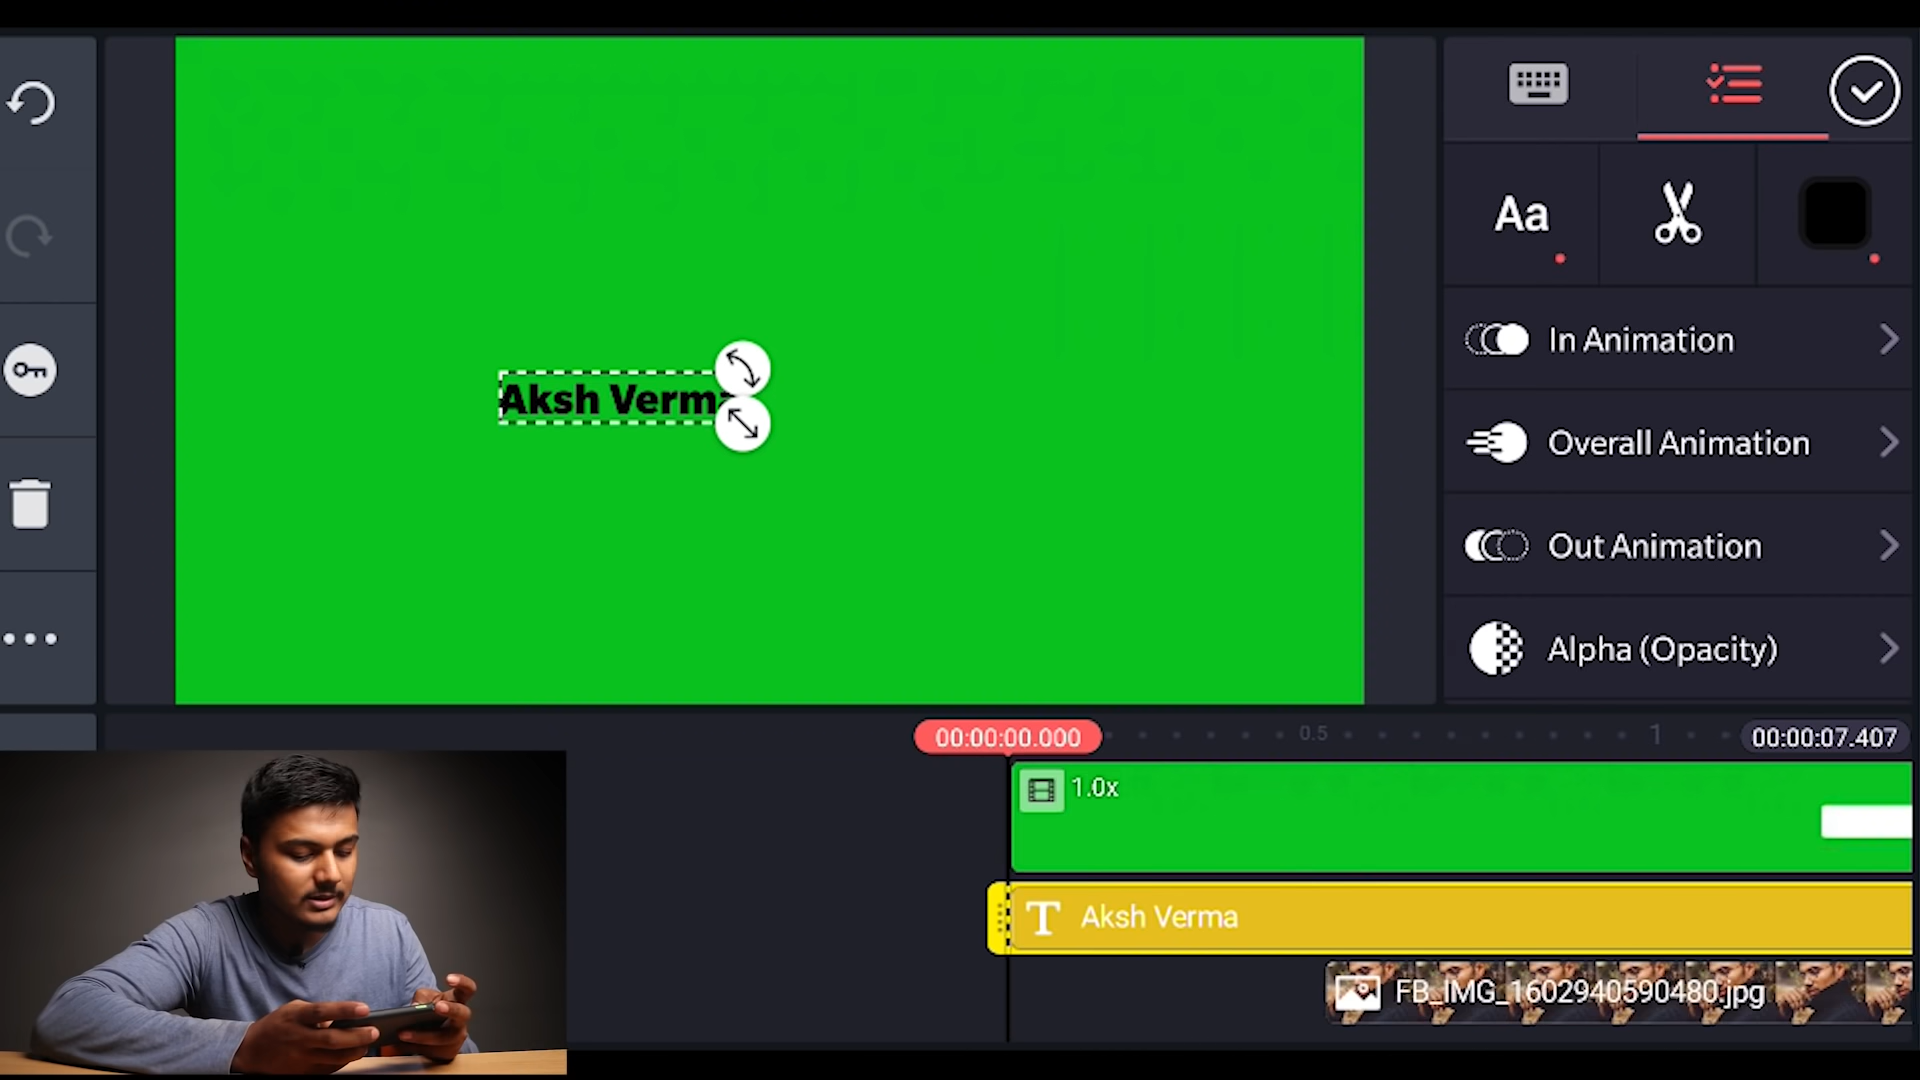 Aksh Verma
Aa
In Animation
Overall Animation
Out Animation
Alpha (Opacity)
00:00:00.000
0.5
1
00:00:07.407
1.0x
T Aksh Verma
FB_IMG_1602940590480.jpg